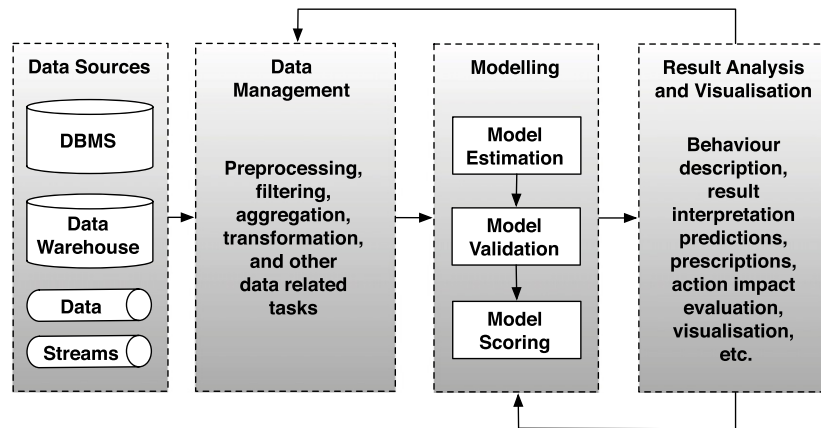 Data Sources
DBMS
Data
Warehouse
Data
Streams
Data
Management
Preprocessing,
filtering,
aggregation,
transformation,
and other
data related
tasks
Modelling
Model
Estimation
Model
Validation
Model
Scoring
Result Analysis
and Visualisation
Behaviour
description,
result
interpretation
predictions,
prescriptions,
action impact
evaluation,
visualisation,
etc.